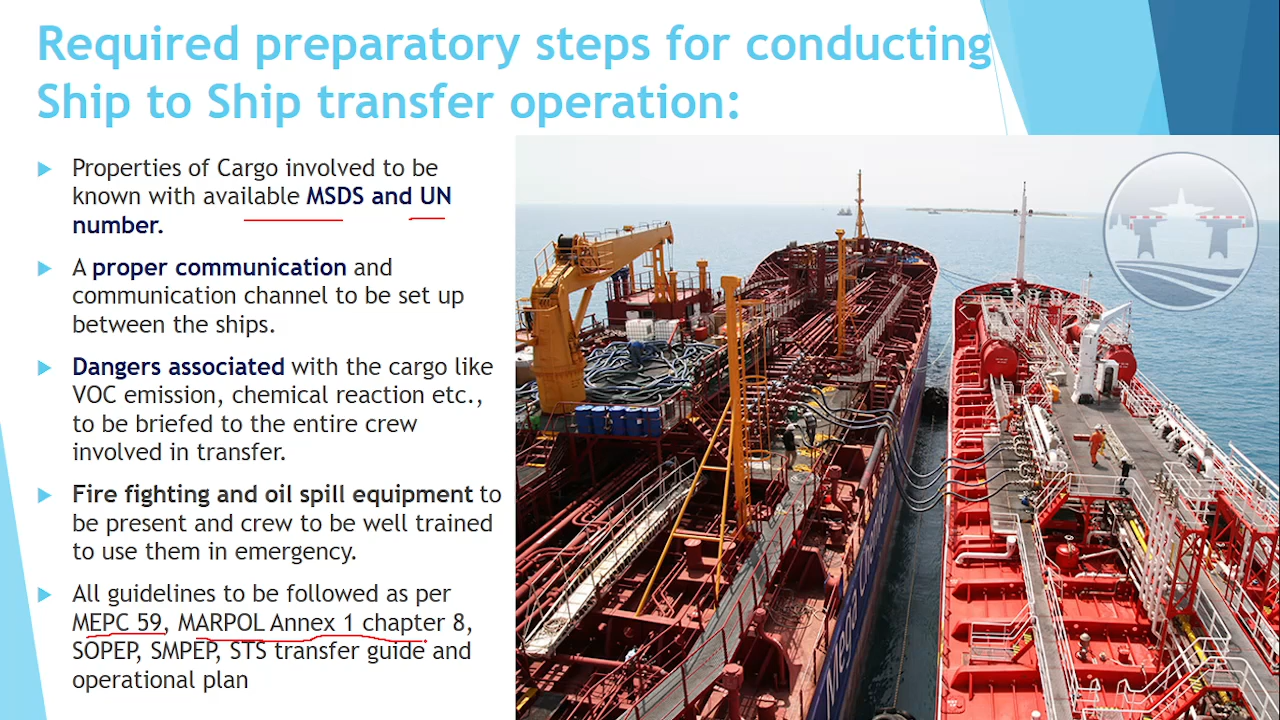 Required preparatory steps for conducting
Ship to Ship transfer operation:
Properties of Cargo involved to be
known with available MSDS and UN
number.
A proper communication and
communication channel to be set up
between the ships.
Dangers associated with the cargo like
VOC emission, chemical reaction etc.,
to be briefed to the entire crew
involved in transfer.
Fire fighting and oil spill equipment to
be present and crew to be well trained
to use them in emergency.
All guidelines to be followed as per
MEPC 59, MARPOL Annex 1 chapter 8,
SOPEP, SMPEP, STS transfer guide and
operational plan